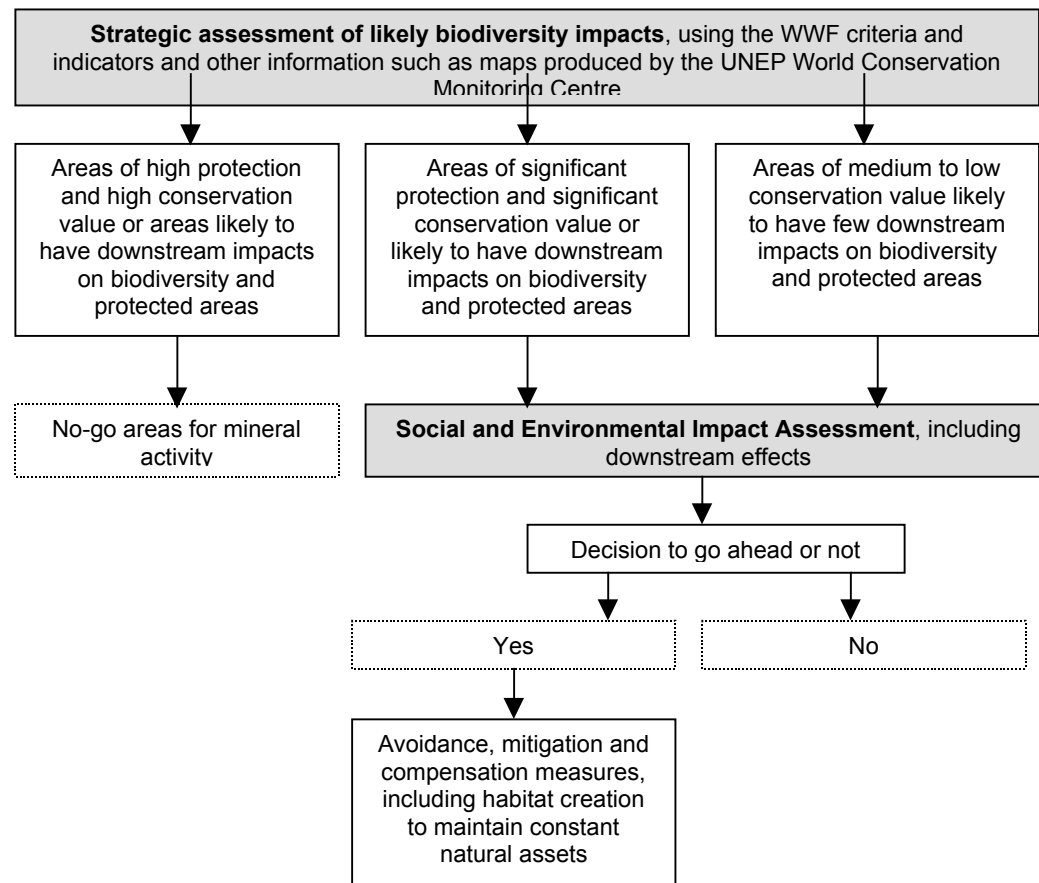 Strategic assessment of likely biodiversity impacts, using the WWF criteria and
indicators and other information such as maps produced by the UNEP World Conservation
Monitoring Centre
Areas of high protection
and high conservation
value or areas likely to
have downstream impacts
on biodiversity and
protected areas
Areas of significant
protection and significant
conservation value or
likely to have downstream
impacts on biodiversity
and protected areas
Areas of medium to low
conservation value likely
to have few downstream
impacts on biodiversity
and protected areas
No-go areas for mineral
activity
Social and Environmental Impact Assessment, including
downstream effects
Decision to go ahead or not
Yes
No
Avoidance, mitigation and
compensation measures,
including habitat creation
to maintain constant
natural assets